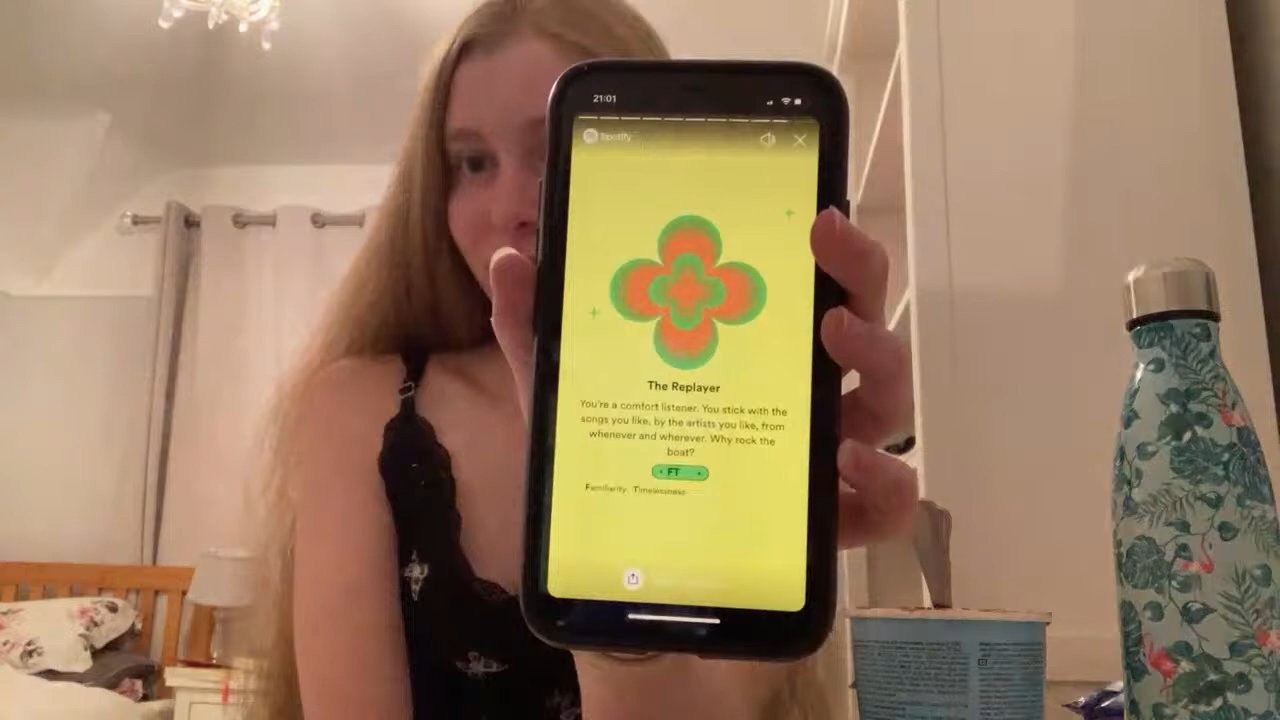 21:01
Spotify
The Replayer
You're a comfort listener. You stick with the
songs you like, by the artists you like, from
whenever and wherever. Why rock the
boat?
FT
Familiarity Timelessness